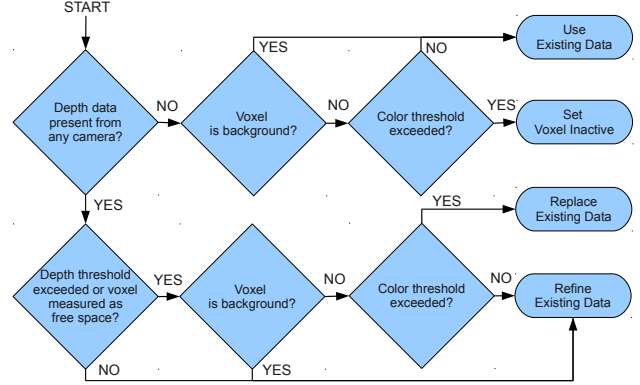 START
Depth data
present from
any camera?
NO
YES
Voxel
is background?
YES
NO
Color threshold
exceeded?
NO
YES
Use
Existing Data
Set
Voxel Inactive
Depth threshold
exceeded or voxel
measured as
free space?
YES
NO
Voxel
is background?
NO
YES
Color threshold
exceeded?
YES
NO
Replace
Existing Data
Refine
Existing Data